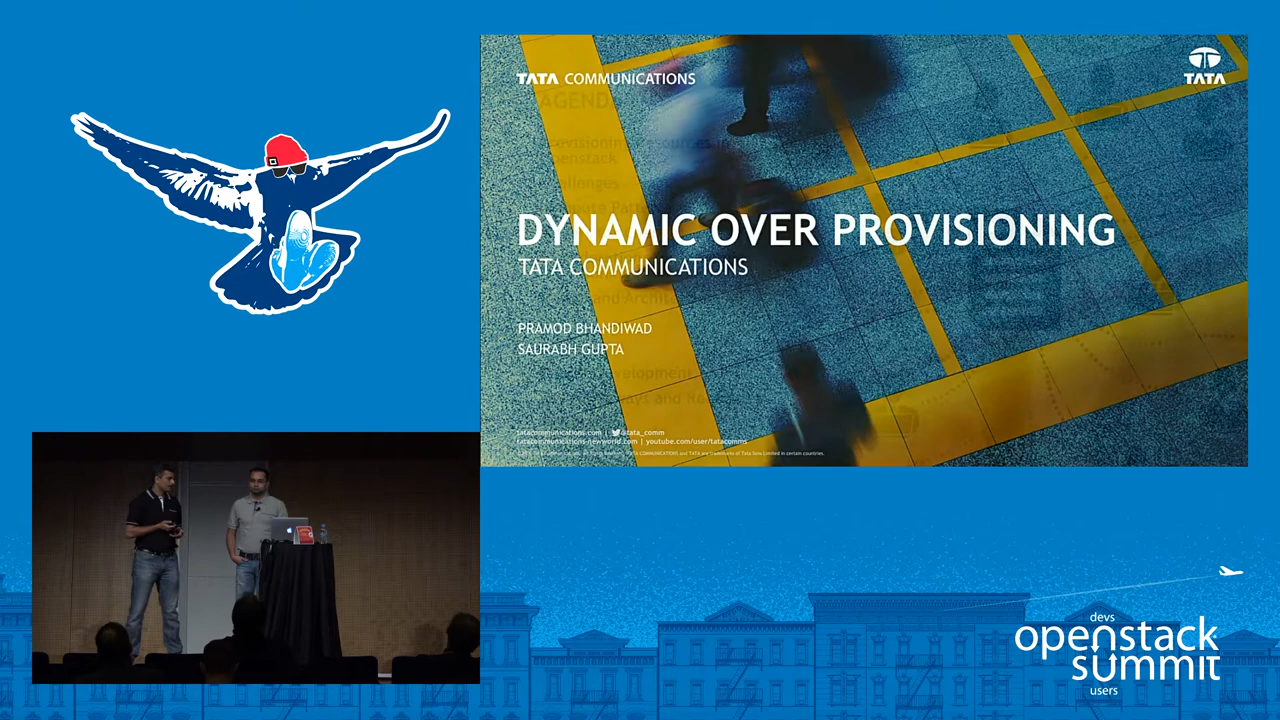 TATA COMMUNICATIONS
TATA
AGENDA
DYNAMIC OVER PROVISIONING
TATA COMMUNICATIONS
PRAMOD BHANDIWAD
SAURABH GUPTA
tatacommunications.com | @tata_comm
tatacommunications-newworld.com | youtube.com/user/tatacomms
devs
openstack
summit
users